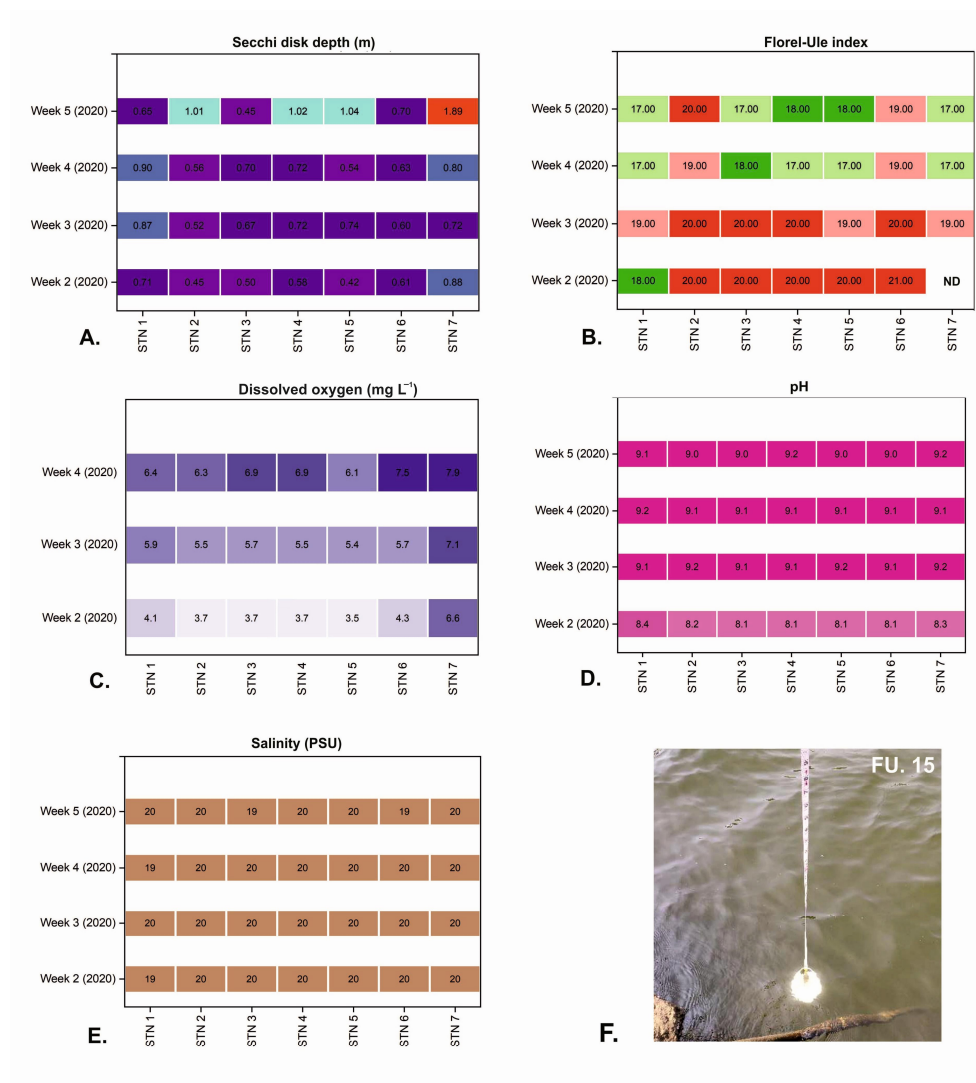 Secchi disk depth (m)
Week 5 (2020) 0.65 1.01 0.45 1.02 1.04 0.70 1.89
Week 4 (2020) 0.90 0.56 0.70 0.72 0.54 0.63 0.80
Week 3 (2020) 0.87 0.52 0.67 0.72 0.74 0.60 0.72
Week 2 (2020) 0.71 0.45 0.50 0.56 0.42 0.61 0.88
STN 1 STN 2 STN 3 STN 4 STN 5 STN 6 STN 7
A.
Florel-Ule index
Week 5 (2020) 17.00 20.00 17.00 18.00 18.00 19.00 17.00
Week 4 (2020) 17.00 19.00 18.00 17.00 17.00 19.00 17.00
Week 3 (2020) 19.00 20.00 20.00 20.00 19.00 20.00 19.00
Week 2 (2020) 18.00 20.00 20.00 20.00 20.00 21.00 ND
STN 1 STN 2 STN 3 STN 4 STN 5 STN 6 STN 7
B.
Dissolved oxygen (mg L⁻¹)
Week 4 (2020) 6.4 6.3 6.9 6.9 6.1 7.5 7.9
Week 3 (2020) 5.9 5.5 5.7 5.5 5.4 5.7 7.1
Week 2 (2020) 4.1 3.7 3.7 3.7 3.5 4.3 6.6
STN 1 STN 2 STN 3 STN 4 STN 5 STN 6 STN 7
C.
pH
Week 5 (2020) 9.1 9.0 9.0 9.2 9.0 9.0 9.2
Week 4 (2020) 9.2 9.1 9.1 9.1 9.1 9.1 9.1
Week 3 (2020) 9.1 9.2 9.1 9.1 9.2 9.1 9.2
Week 2 (2020) 8.4 8.2 8.1 8.1 8.1 8.1 8.3
STN 1 STN 2 STN 3 STN 4 STN 5 STN 6 STN 7
D.
Salinity (PSU)
Week 5 (2020) 20 20 19 20 20 19 20
Week 4 (2020) 19 20 20 20 20 20 20
Week 3 (2020) 20 20 20 20 20 20 20
Week 2 (2020) 19 20 20 20 20 20 20
STN 1 STN 2 STN 3 STN 4 STN 5 STN 6 STN 7
E.
FU. 15
F.